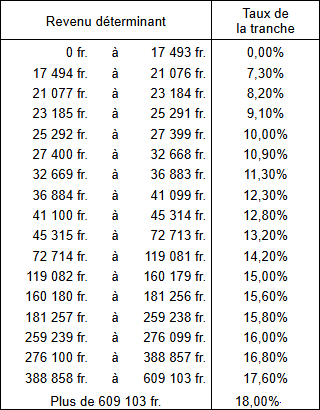 Revenu déterminant Taux de la tranche
0 fr. à 17 493 fr. 0,00%
17 494 fr. à 21 076 fr. 7,30%
21 077 fr. à 23 184 fr. 8,20%
23 185 fr. à 25 291 fr. 9,10%
25 292 fr. à 27 399 fr. 10,00%
27 400 fr. à 32 668 fr. 10,90%
32 669 fr. à 36 883 fr. 11,30%
36 884 fr. à 41 099 fr. 12,30%
41 100 fr. à 45 314 fr. 12,80%
45 315 fr. à 72 713 fr. 13,20%
72 714 fr. à 119 081 fr. 14,20%
119 082 fr. à 160 179 fr. 15,00%
160 180 fr. à 181 256 fr. 15,60%
181 257 fr. à 259 238 fr. 15,80%
259 239 fr. à 276 099 fr. 16,00%
276 100 fr. à 388 857 fr. 16,80%
388 858 fr. à 609 103 fr. 17,60%
Plus de 609 103 fr. 18,00%.